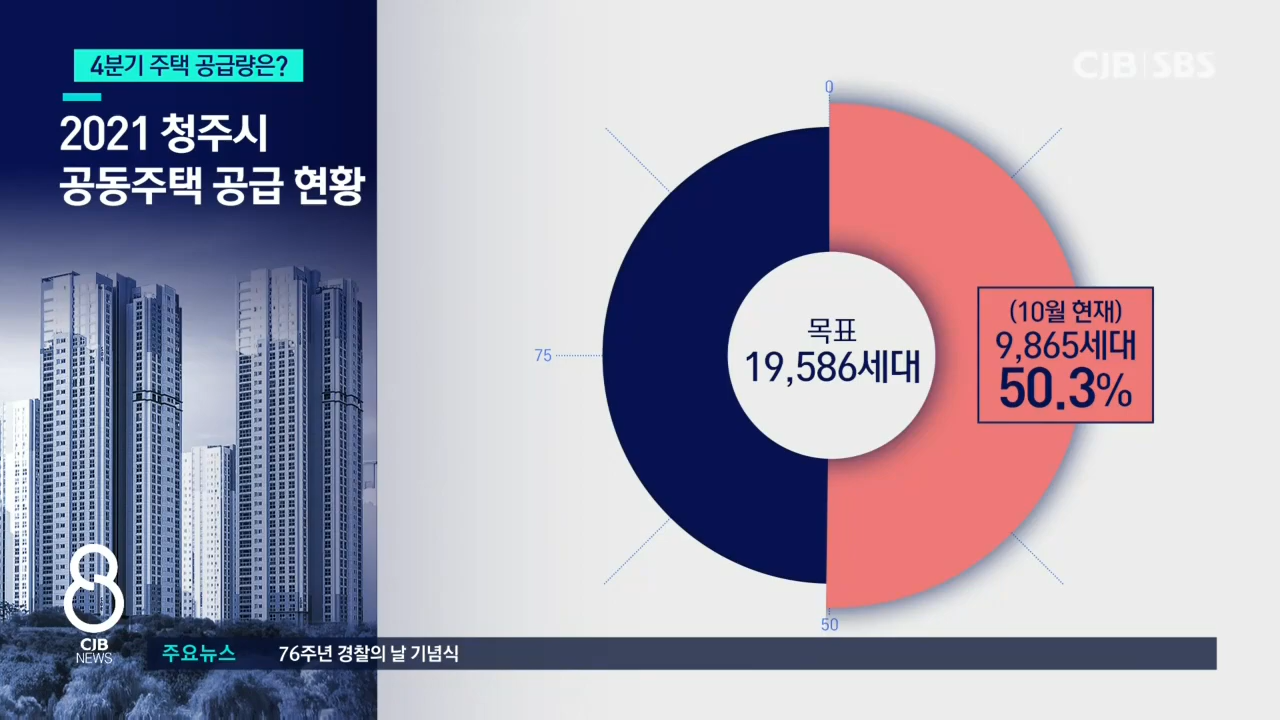 4분기 주택 공급량은?
2021 청주시
공동주택 공급 현황
CJB SBS
0
75
50
목표
19,586세대
(10월 현재)
9,865세대
50.3%
8
CJB
NEWS
주요뉴스 76주년 경찰의 날 기념식